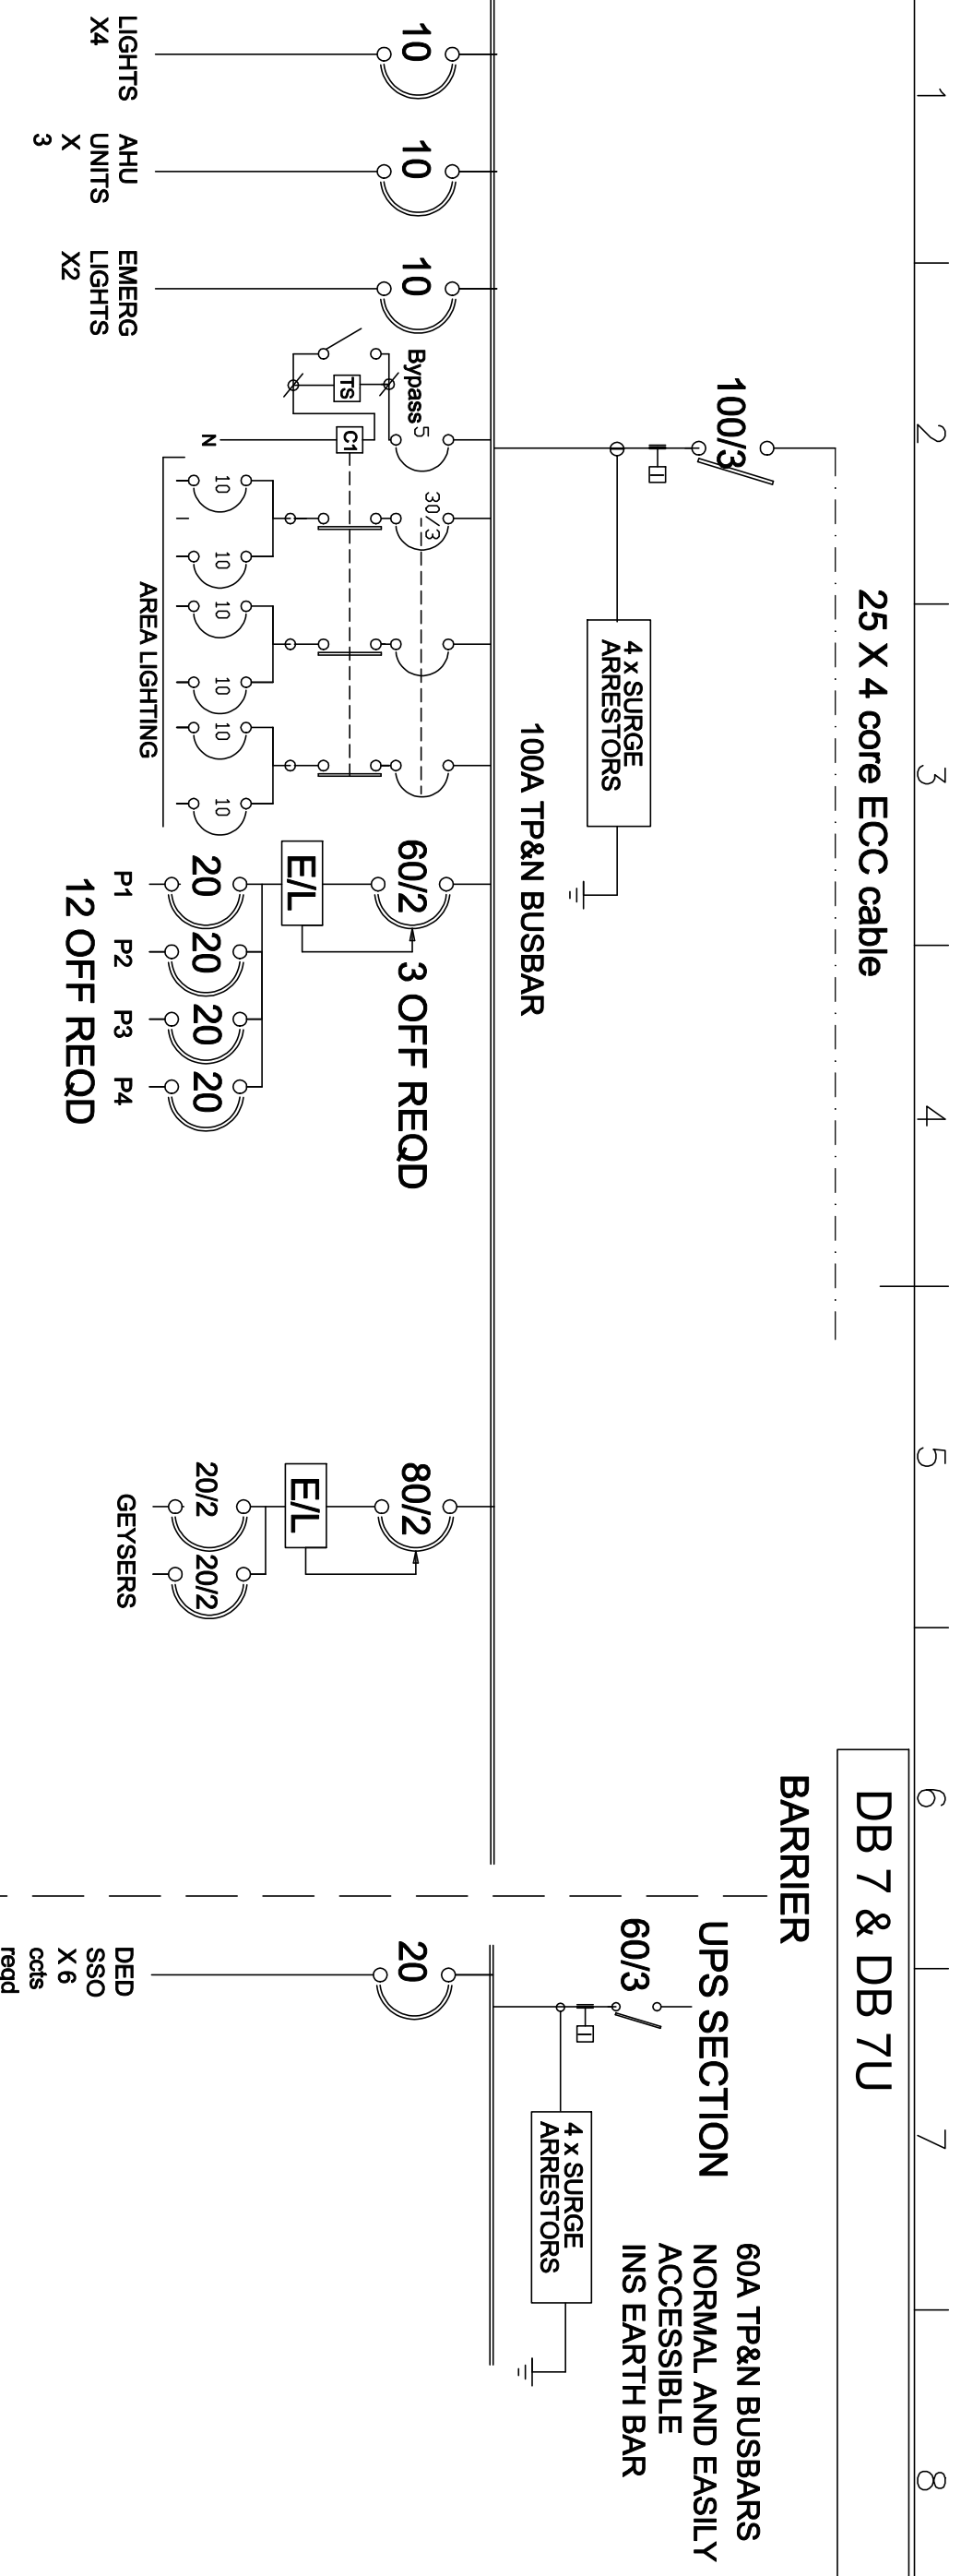 1
2
3
4
5
6
7
8
DB 7 & DB 7U
25 X 4 core ECC cable
BARRIER
100/3
UPS SECTION
60A TP&N BUSBARS
NORMAL AND EASILY
ACCESSIBLE
INS EARTH BAR
60/3
4 x SURGE
ARRESTORS
4 x SURGE
ARRESTORS
100A TP&N BUSBAR
10
10
10
Bypass
5
30/3
60/2
3 OFF REQD
80/2
20
TS
C1
N
E/L
E/L
10
10
10
10
10
10
20
20
20
20
20/2
20/2
AREA LIGHTING
P1
P2
P3
P4
12 OFF REQD
GEYSERS
LIGHTS
X4
AHU
UNITS
X
3
EMERG
LIGHTS
X2
DED
SSO
X 6
ccts
reqd